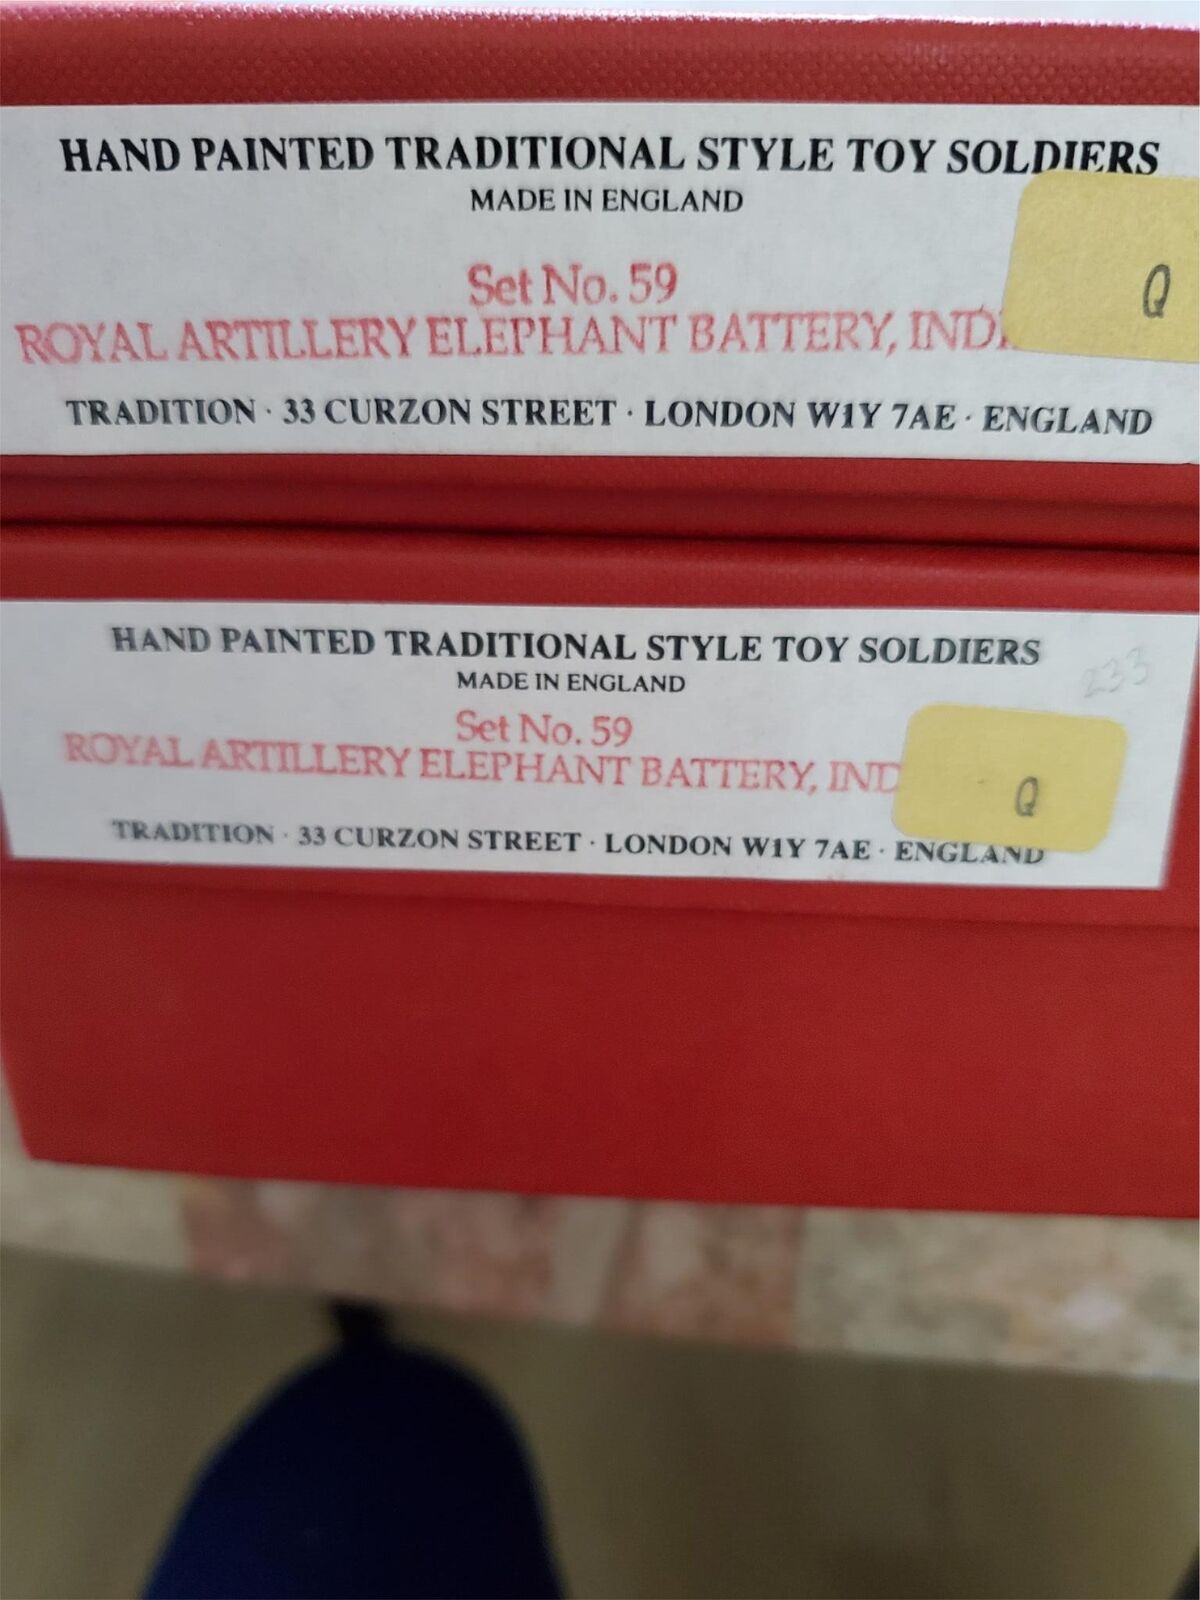 HAND PAINTED TRADITIONAL STYLE TOY SOLDIERS
MADE IN ENGLAND
Set No. 59
ROYAL ARTILLERY ELEPHANT BATTERY, IND
Q
TRADITION · 33 CURZON STREET · LONDON W1Y 7AE · ENGLAND
HAND PAINTED TRADITIONAL STYLE TOY SOLDIERS
233
MADE IN ENGLAND
Set No. 59
ROYAL ARTILLERY ELEPHANT BATTERY, IND
Q
TRADITION · 33 CURZON STREET · LONDON W1Y 7AE · ENGLAND